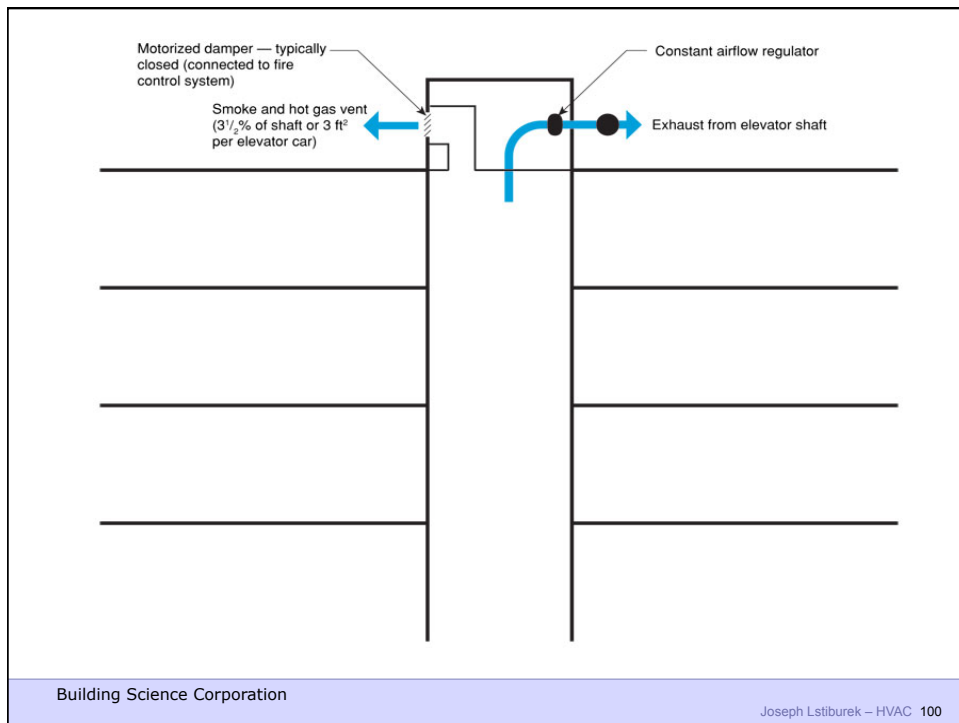 Motorized damper — typically
closed (connected to fire
control system)
Constant airflow regulator
Smoke and hot gas vent
(3¹/₂% of shaft or 3 ft²
per elevator car)
Exhaust from elevator shaft
Building Science Corporation
Joseph Lstiburek – HVAC 100